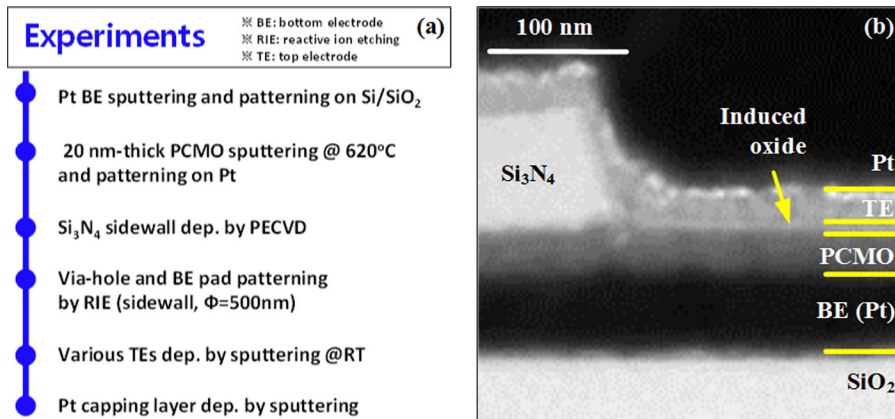 Experiments
※ BE: bottom electrode
※ RIE: reactive ion etching
※ TE: top electrode
(a)
Pt BE sputtering and patterning on Si/SiO₂
20 nm-thick PCMO sputtering @ 620°C
and patterning on Pt
Si₃N₄ sidewall dep. by PECVD
Via-hole and BE pad patterning
by RIE (sidewall, Φ=500nm)
Various TEs dep. by sputtering @RT
Pt capping layer dep. by sputtering
(b)
100 nm
Induced
oxide
Si₃N₄
Pt
TE
PCMO
BE (Pt)
SiO₂